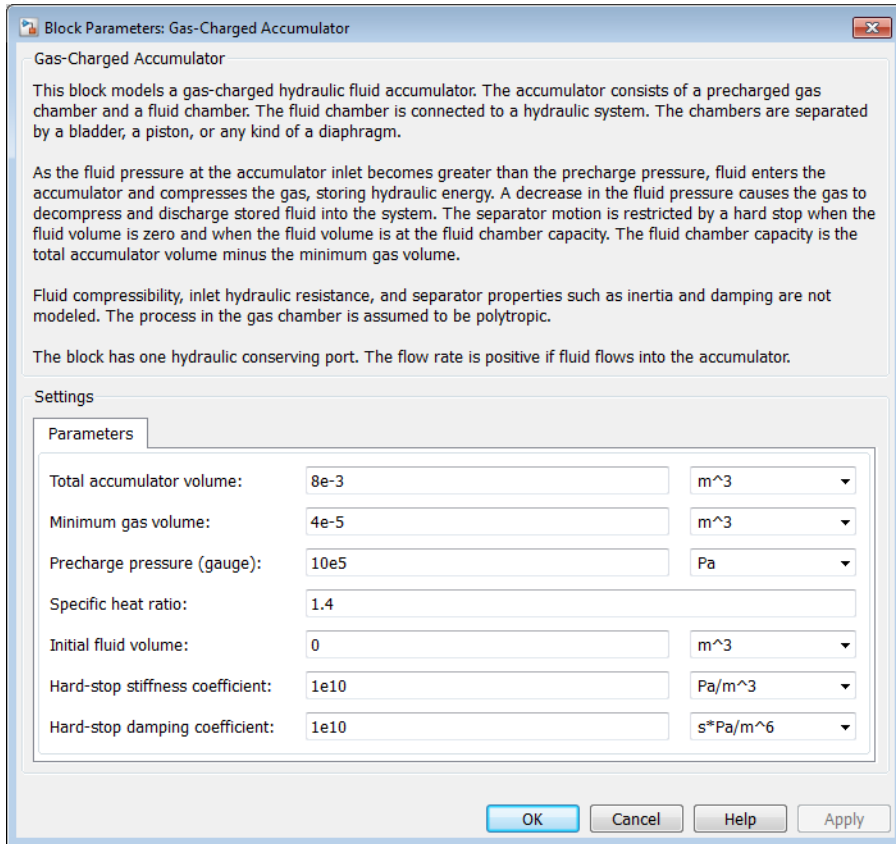 Block Parameters: Gas-Charged Accumulator
Gas-Charged Accumulator
This block models a gas-charged hydraulic fluid accumulator. The accumulator consists of a precharged gas
chamber and a fluid chamber. The fluid chamber is connected to a hydraulic system. The chambers are separated
by a bladder, a piston, or any kind of a diaphragm.
As the fluid pressure at the accumulator inlet becomes greater than the precharge pressure, fluid enters the
accumulator and compresses the gas, storing hydraulic energy. A decrease in the fluid pressure causes the gas to
decompress and discharge stored fluid into the system. The separator motion is restricted by a hard stop when the
fluid volume is zero and when the fluid volume is at the fluid chamber capacity. The fluid chamber capacity is the
total accumulator volume minus the minimum gas volume.
Fluid compressibility, inlet hydraulic resistance, and separator properties such as inertia and damping are not
modeled. The process in the gas chamber is assumed to be polytropic.
The block has one hydraulic conserving port. The flow rate is positive if fluid flows into the accumulator.
Settings
Parameters
Total accumulator volume: 8e-3 m^3
Minimum gas volume: 4e-5 m^3
Precharge pressure (gauge): 10e5 Pa
Specific heat ratio: 1.4
Initial fluid volume: 0 m^3
Hard-stop stiffness coefficient: 1e10 Pa/m^3
Hard-stop damping coefficient: 1e10 s*Pa/m^6
OK Cancel Help Apply